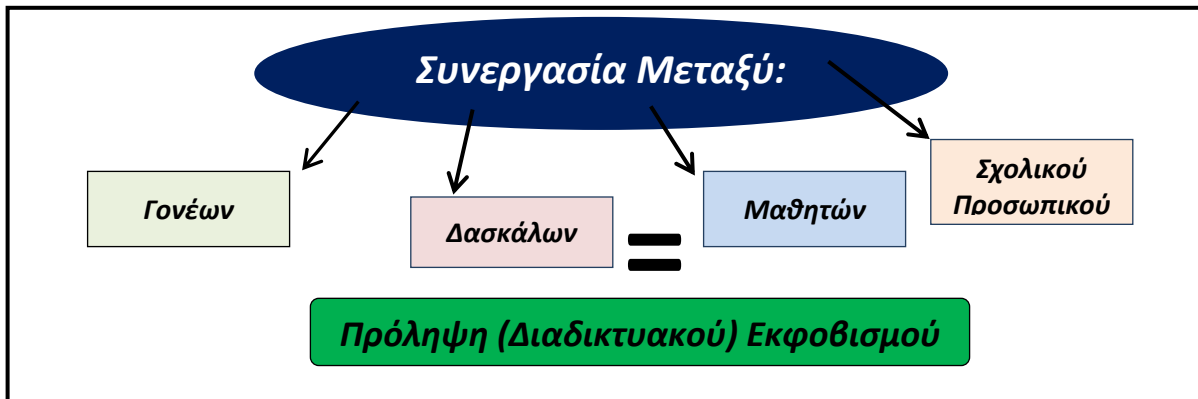 Συνεργασία Μεταξύ:
Γονέων
Δασκάλων
=
Μαθητών
Σχολικού
Προσωπικού
Πρόληψη (Διαδικτυακού) Εκφοβισμού